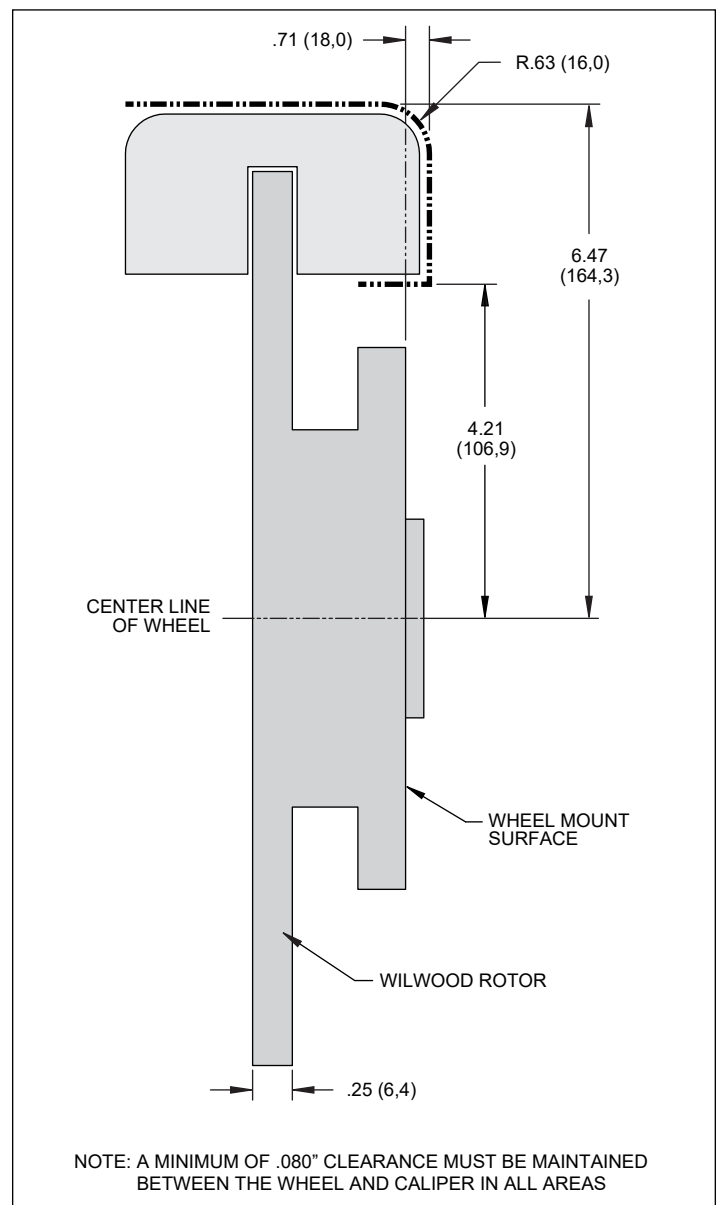 .71 (18,0)
R.63 (16,0)
6.47
(164,3)
4.21
(106,9)
CENTER LINE
OF WHEEL
WHEEL MOUNT
SURFACE
WILWOOD ROTOR
.25 (6,4)
NOTE: A MINIMUM OF .080” CLEARANCE MUST BE MAINTAINED
BETWEEN THE WHEEL AND CALIPER IN ALL AREAS